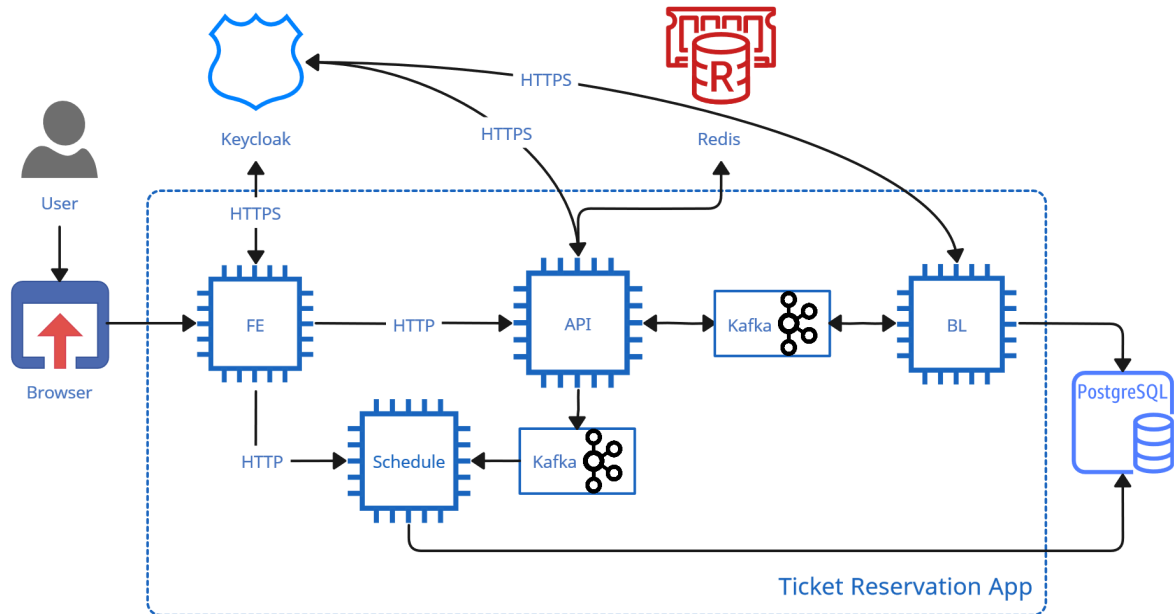 HTTPS
R
HTTPS
Keycloak
Redis
User
HTTPS
FE
HTTP
API
Kafka
BL
Browser
PostgreSQL
HTTP
Schedule
Kafka
Ticket Reservation App